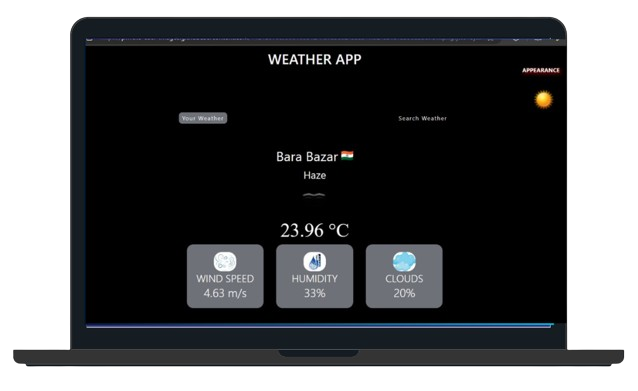 WEATHER APP
APPEARANCE
Your Weather
Search Weather
Bara Bazar
Haze
23.96 °C
WIND SPEED
4.63 m/s
HUMIDITY
33%
CLOUDS
20%